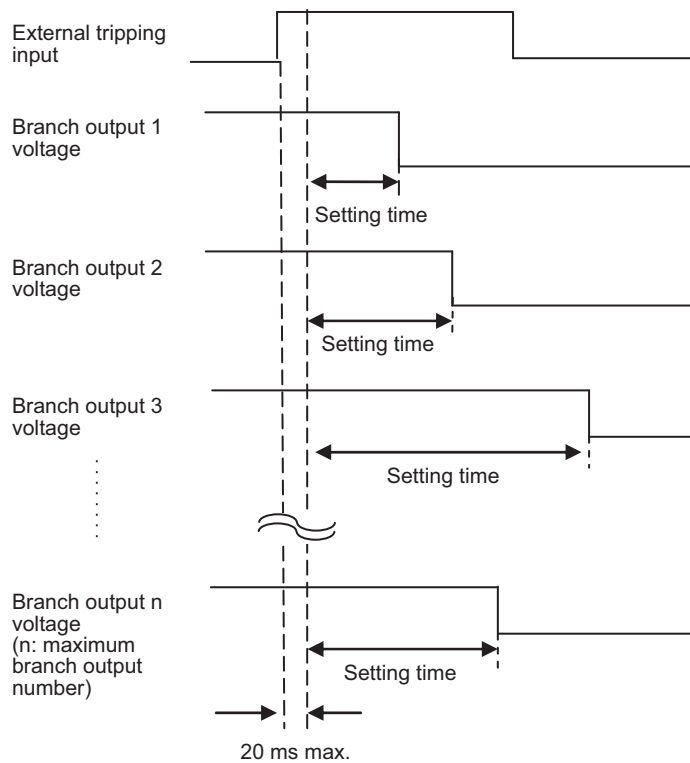 External tripping
input
Branch output 1
voltage
Setting time
Branch output 2
voltage
Setting time
Branch output 3
voltage
Setting time
Branch output n
voltage
(n: maximum
branch output
number)
Setting time
20 ms max.